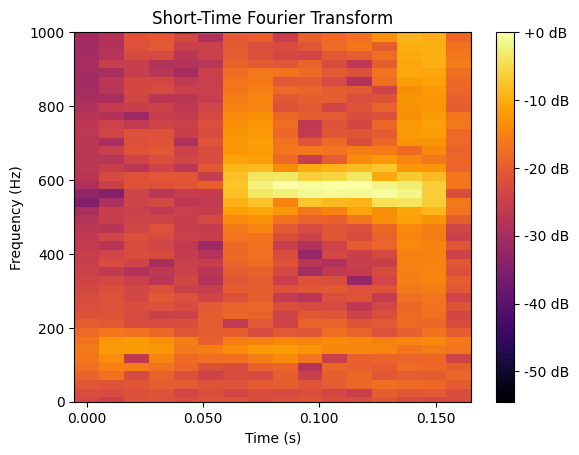 Short-Time Fourier Transform
1000
800
600
400
200
0
Frequency (Hz)
0.000
0.050
0.100
0.150
Time (s)
+0 dB
-10 dB
-20 dB
-30 dB
-40 dB
-50 dB